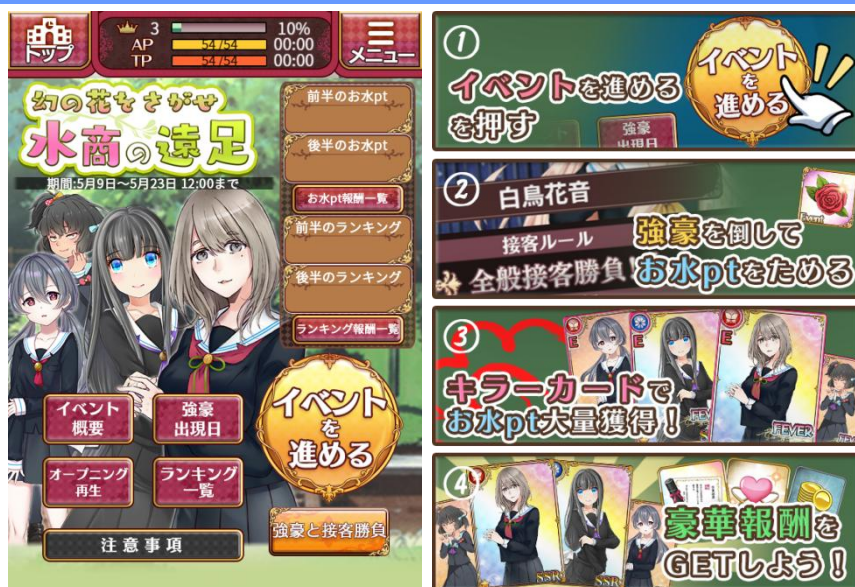 トップ
3
10%
AP
54/54
00:00
TP
54/54
00:00
メニュー
幻の花をさがせ
水商の遠足
期間:5月9日〜5月23日 12:00まで
前半のお水pt
後半のお水pt
お水pt報酬一覧
前半のランキング
後半のランキング
ランキング報酬一覧
イベント
概要
強豪
出現日
オープニング
再生
ランキング
一覧
注意事項
イベント
を
進める
強豪と接客勝負
①
イベントを進める
を押す
強豪
出現日
イベント
を
進める
②
白鳥花音
接客ルール
全般接客勝負
Event
強豪を倒して
お水ptをためる
③
E
E
E
キラーカードで
お水pt大量獲得！
FEVER
FEVER
④
豪華報酬を
GETしよう！
SSR
SSR